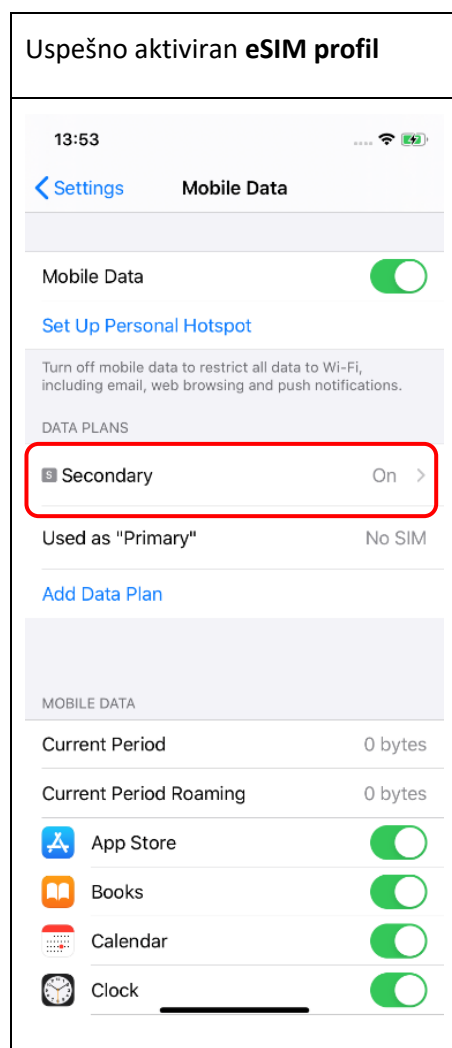 Uspešno aktiviran eSIM profil
13:53
Settings
Mobile Data
Mobile Data
Set Up Personal Hotspot
Turn off mobile data to restrict all data to Wi-Fi,
including email, web browsing and push notifications.
DATA PLANS
S Secondary On
Used as "Primary" No SIM
Add Data Plan
MOBILE DATA
Current Period 0 bytes
Current Period Roaming 0 bytes
App Store
Books
Calendar
Clock